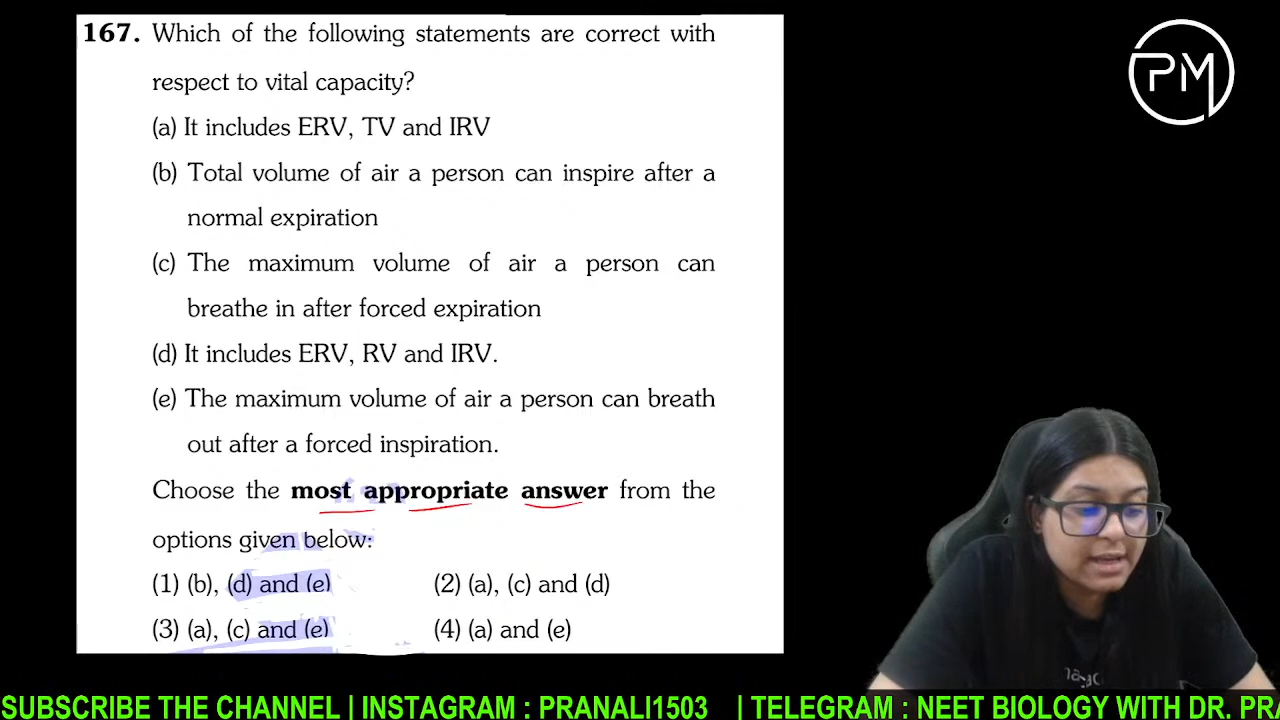 167. Which of the following statements are correct with
respect to vital capacity?
(a) It includes ERV, TV and IRV
(b) Total volume of air a person can inspire after a
normal expiration
(c) The maximum volume of air a person can
breathe in after forced expiration
(d) It includes ERV, RV and IRV.
(e) The maximum volume of air a person can breath
out after a forced inspiration.
Choose the most appropriate answer from the
options given below:
(1) (b), (d) and (e) (2) (a), (c) and (d)
(3) (a), (c) and (e) (4) (a) and (e)
PM
SUBSCRIBE THE CHANNEL | INSTAGRAM : PRANALI1503 | TELEGRAM : NEET BIOLOGY WITH DR. PR